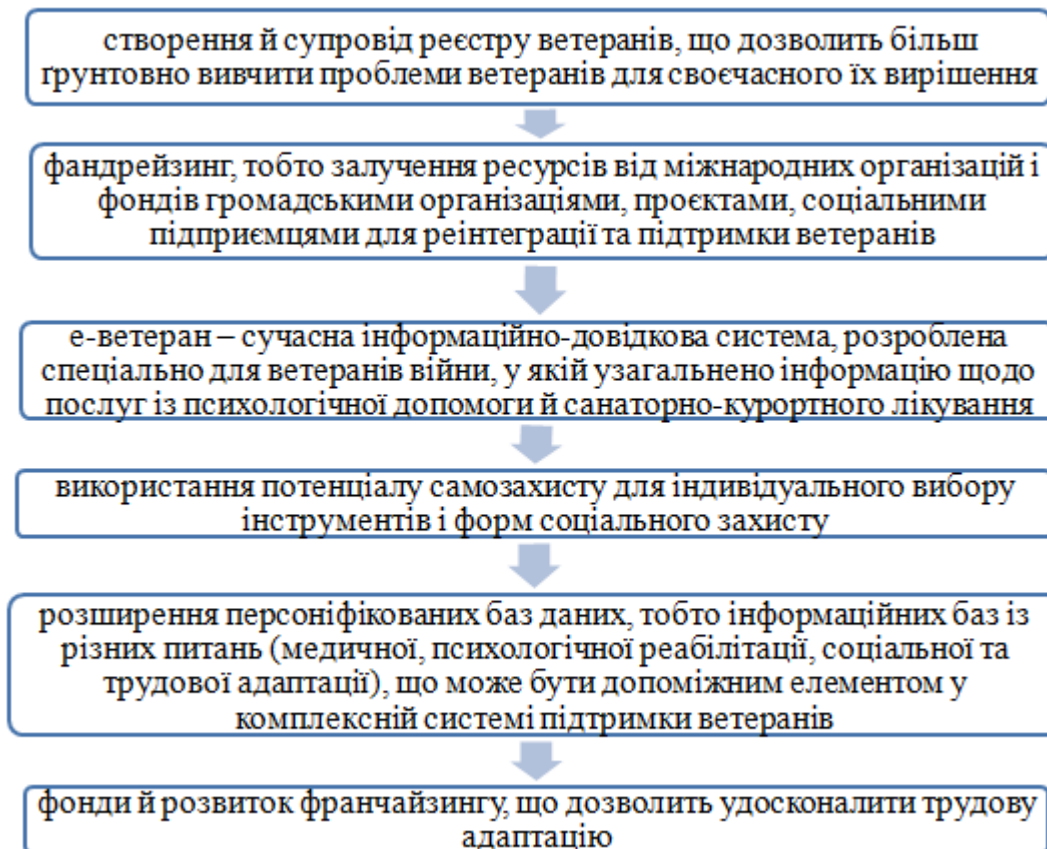 створення й супровід реєстру ветеранів, що дозволить більш
ґрунтовно вивчити проблеми ветеранів для своєчасного їх вирішення
фандрейзинг, тобто залучення ресурсів від міжнародних організацій і
фондів громадськими організаціями, проєктами, соціальними
підприємцями для реінтеграції та підтримки ветеранів
е-ветеран – сучасна інформаційно-довідкова система, розроблена
спеціально для ветеранів війни, у якій узагальнено інформацію щодо
послуг із психологічної допомоги й санаторно-курортного лікування
використання потенціалу самозахисту для індивідуального вибору
інструментів і форм соціального захисту
розширення персоніфікованих баз даних, тобто інформаційних баз із
різних питань (медичної, психологічної реабілітації, соціальної та
трудової адаптації), що може бути допоміжним елементом у
комплексній системі підтримки ветеранів
фонди й розвиток франчайзингу, що дозволить удосконалити трудову
адаптацію